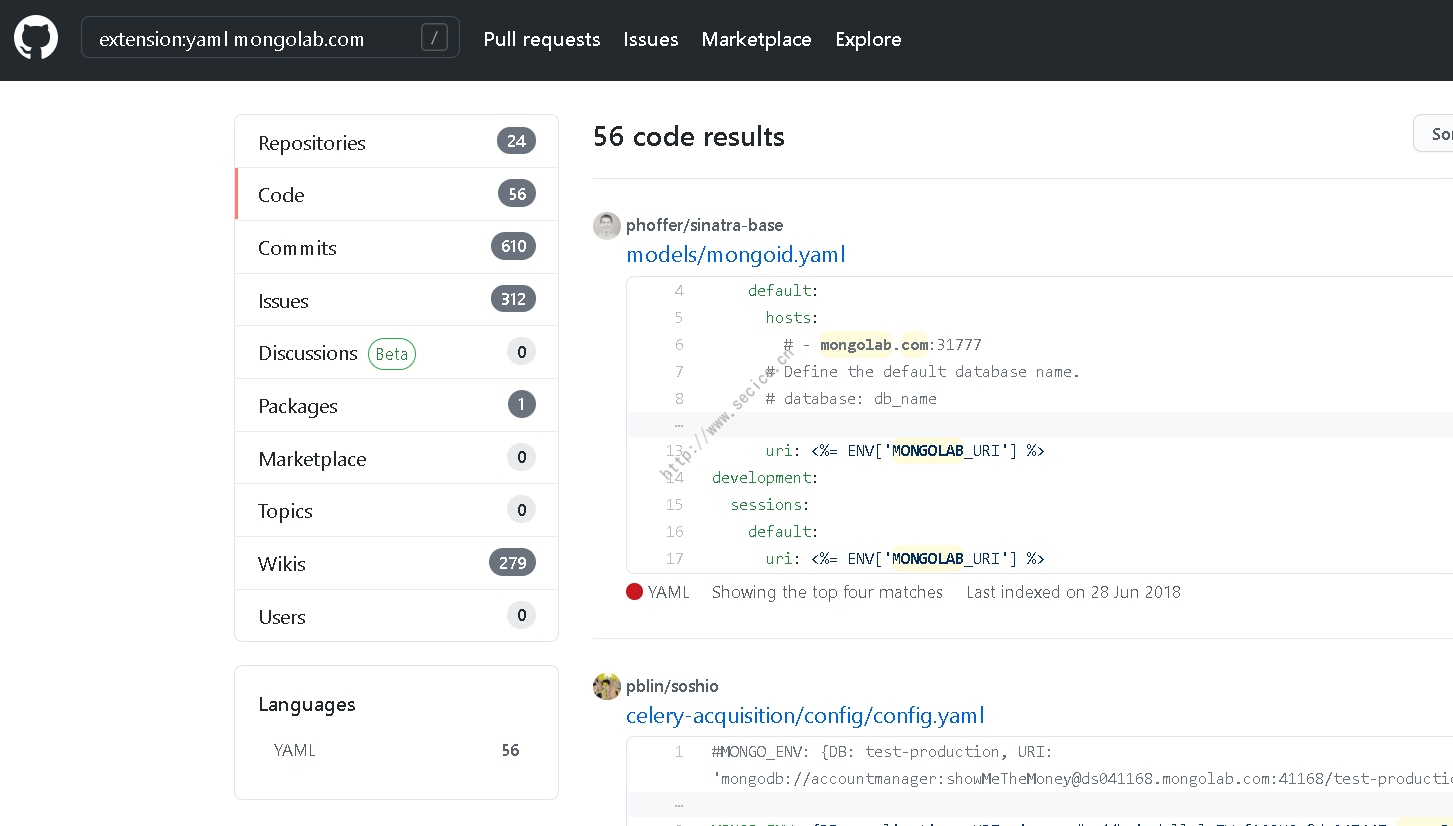 extension:yaml mongolab.com /
Pull requests Issues Marketplace Explore
Repositories 24
Code 56
Commits 610
Issues 312
Discussions Beta 0
Packages 1
Marketplace 0
Topics 0
Wikis 279
Users 0
Languages
YAML 56
56 code results
phoffer/sinatra-base
models/mongoid.yaml
4 default:
5 hosts:
6 # - mongolab.com:31777
7 # Define the default database name.
8 # database: db_name
…
13 uri: <%= ENV['MONGOLAB_URI'] %>
14 development:
15 sessions:
16 default:
17 uri: <%= ENV['MONGOLAB_URI'] %>
http://www.secice.cn
YAML Showing the top four matches Last indexed on 28 Jun 2018
pblin/soshio
celery-acquisition/config/config.yaml
1 #MONGO_ENV: {DB: test-production, URI:
'mongodb://accountmanager:showMeTheMoney@ds041168.mongolab.com:41168/test-productio
…